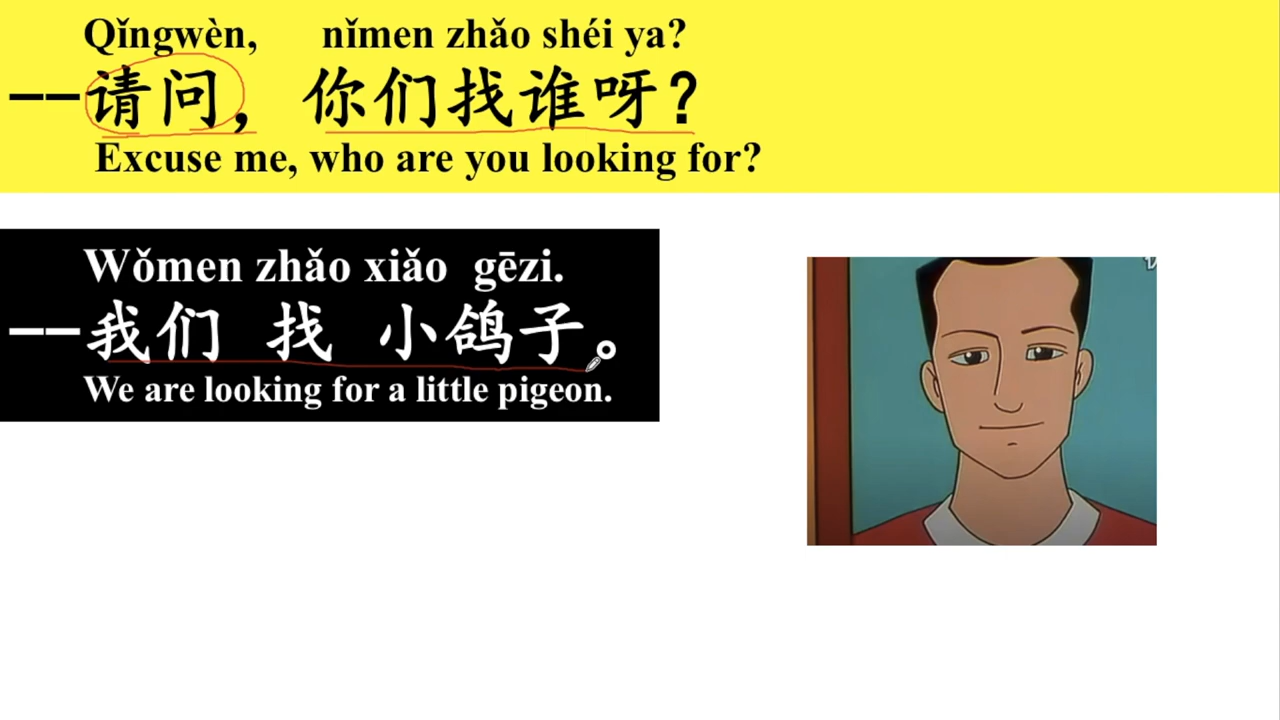 Qǐngwèn, nǐmen zhǎo shéi ya?
--请问, 你们找谁呀?
Excuse me, who are you looking for?
Wǒmen zhǎo xiǎo gēzi.
--我们 找 小鸽子。
We are looking for a little pigeon.